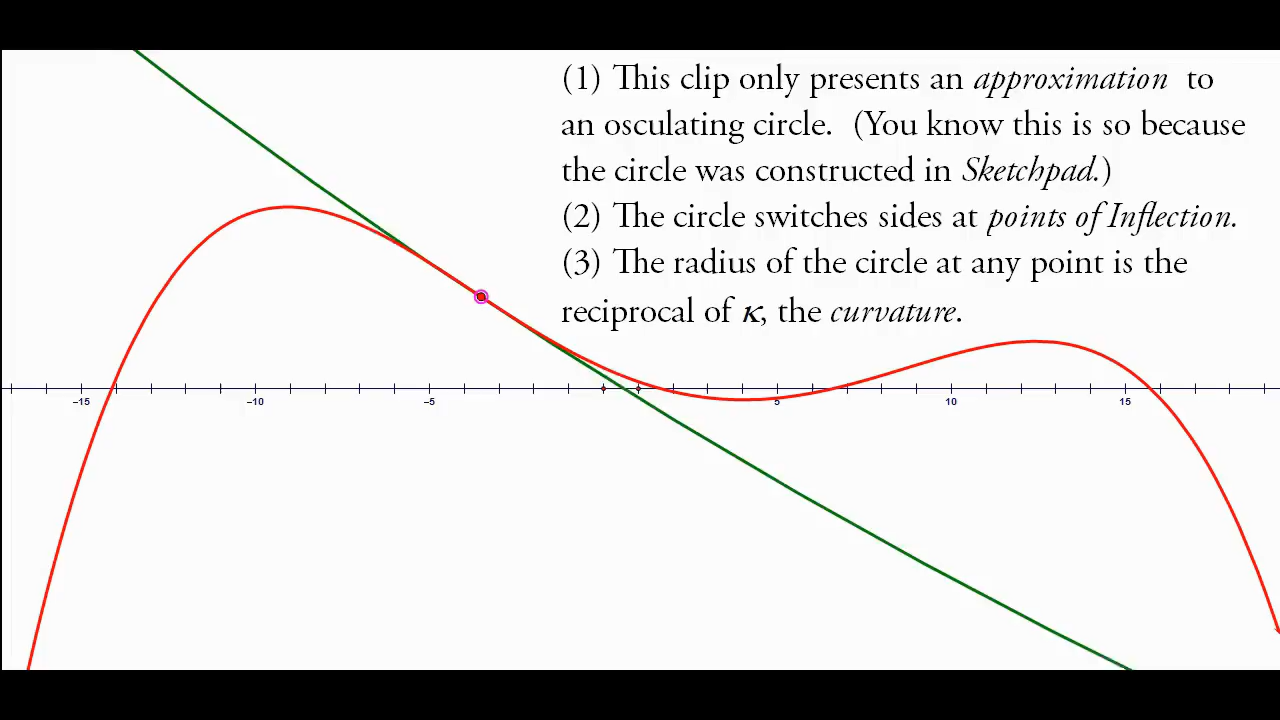 (1) This clip only presents an approximation to
an osculating circle. (You know this is so because
the circle was constructed in Sketchpad.)
(2) The circle switches sides at points of Inflection.
(3) The radius of the circle at any point is the
reciprocal of κ, the curvature.
-15 -10 -5 5 10 15